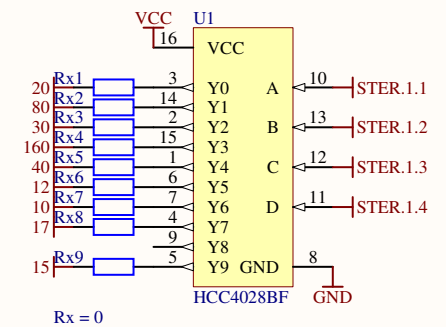 VCC U1
16 VCC
20 Rx1 3 Y0 A 10 STER.1.1
80 Rx2 14 Y1
30 Rx3 2 Y2 B 13 STER.1.2
160 Rx4 15 Y3
40 Rx5 1 Y4 C 12 STER.1.3
12 Rx6 6 Y5
10 Rx7 7 Y6 D 11 STER.1.4
17 Rx8 4 Y7
9 Y8
15 Rx9 5 Y9 GND 8
HCC4028BF GND
Rx = 0